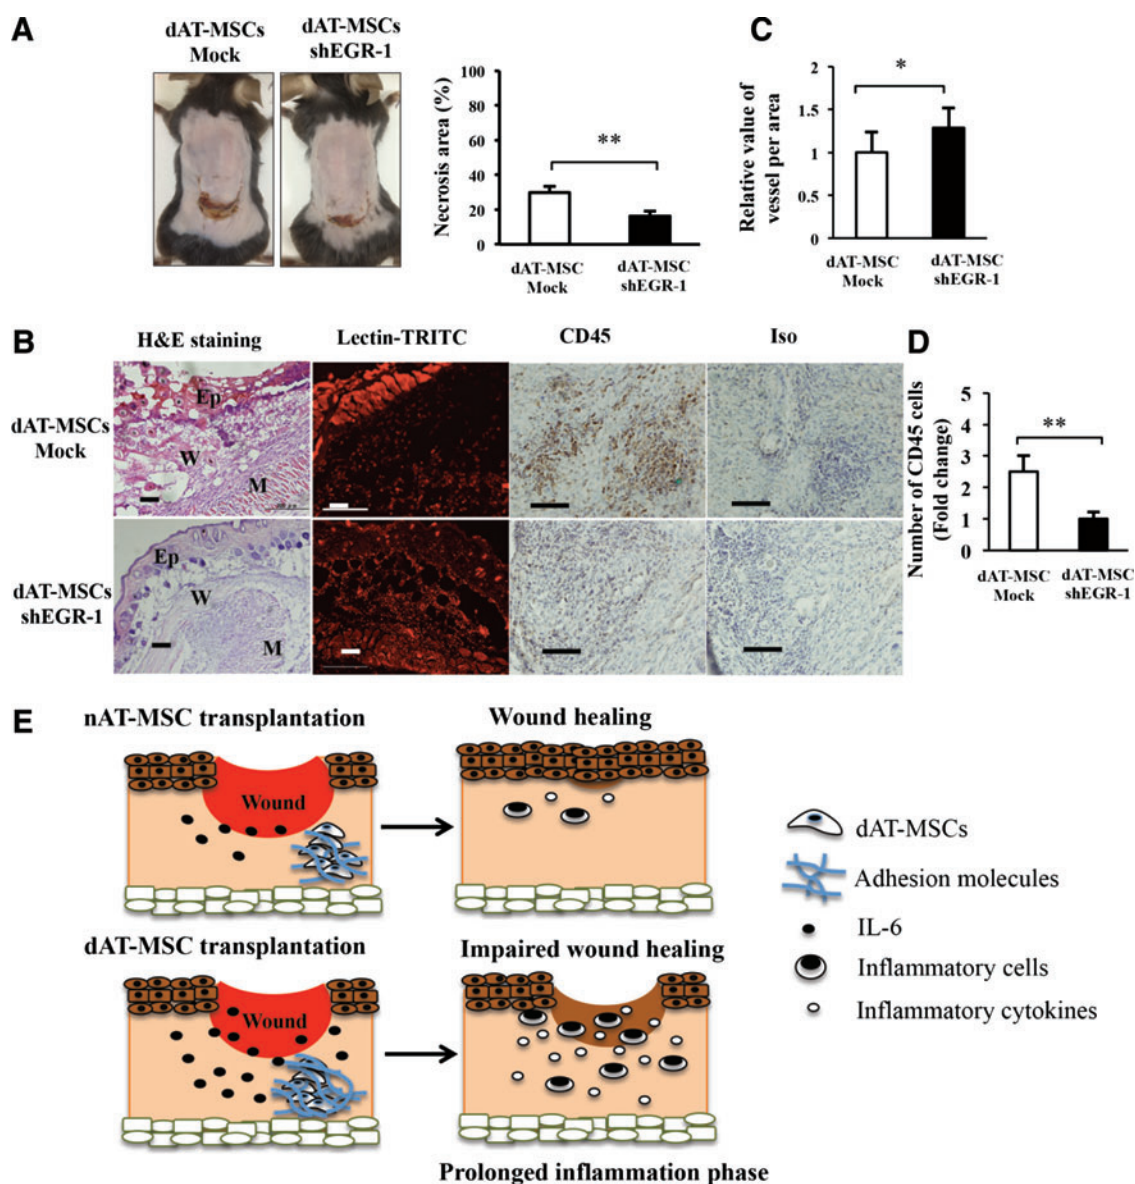 A
dAT-MSCs
Mock
dAT-MSCs
shEGR-1
Necrosis area (%)
100
80
60
40
20
0
**
dAT-MSC
Mock
dAT-MSC
shEGR-1
C
Relative value of
vessel per area
2
1.5
1
0.5
0
*
dAT-MSC
Mock
dAT-MSC
shEGR-1
B
H&E staining
Lectin-TRITC
CD45
Iso
dAT-MSCs
Mock
Ep
W
M
dAT-MSCs
shEGR-1
Ep
W
M
D
Number of CD45 cells
(Fold change)
5
4
3
2
1
0
**
dAT-MSC
Mock
dAT-MSC
shEGR-1
E
nAT-MSC transplantation
Wound healing
Wound
dAT-MSC transplantation
Impaired wound healing
Wound
Prolonged inflammation phase
dAT-MSCs
Adhesion molecules
IL-6
Inflammatory cells
Inflammatory cytokines